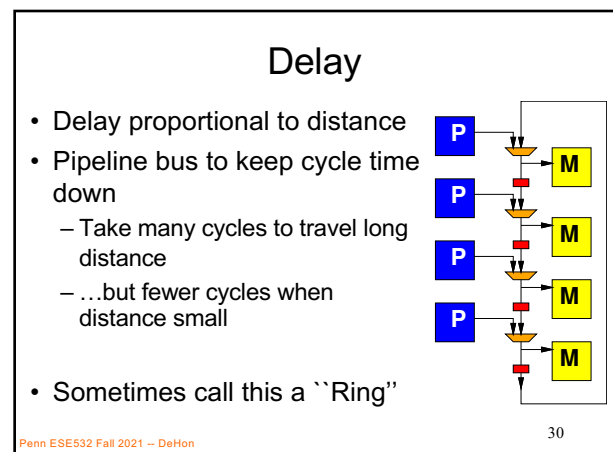 Delay
• Delay proportional to distance
• Pipeline bus to keep cycle time
down
– Take many cycles to travel long
distance
– …but fewer cycles when
distance small
• Sometimes call this a ``Ring''
P
M
P
M
P
M
P
M
Penn ESE532 Fall 2021 -- DeHon
30